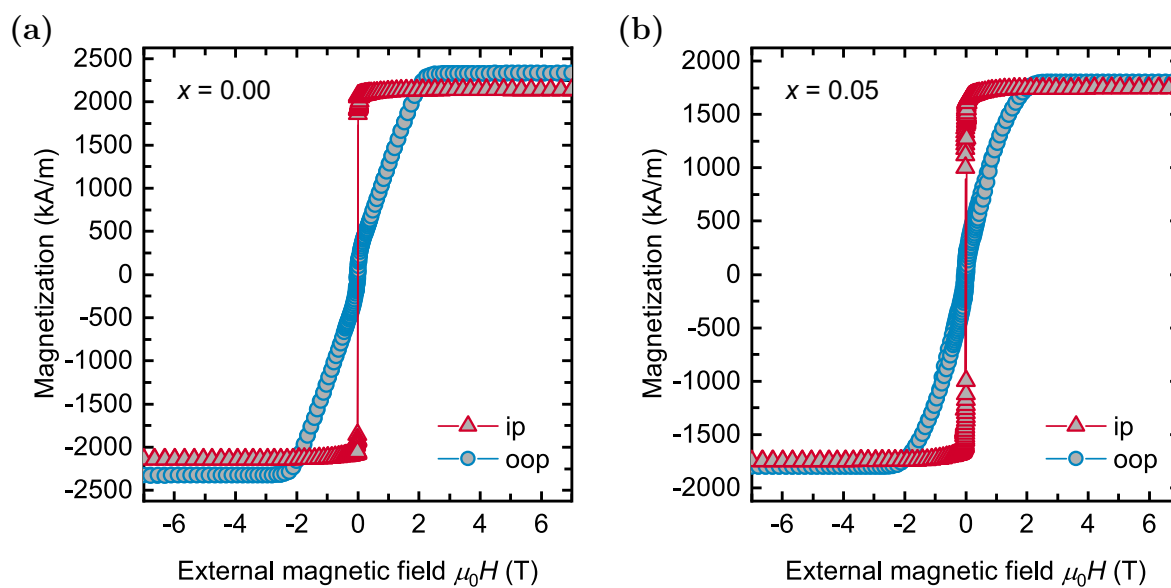 (a)
Magnetization (kA/m)
2500
2000
1500
1000
500
0
-500
-1000
-1500
-2000
-2500
x = 0.00
ip
oop
-6 -4 -2 0 2 4 6
External magnetic field μ₀H (T)
(b)
Magnetization (kA/m)
2000
1500
1000
500
0
-500
-1000
-1500
-2000
x = 0.05
ip
oop
-6 -4 -2 0 2 4 6
External magnetic field μ₀H (T)